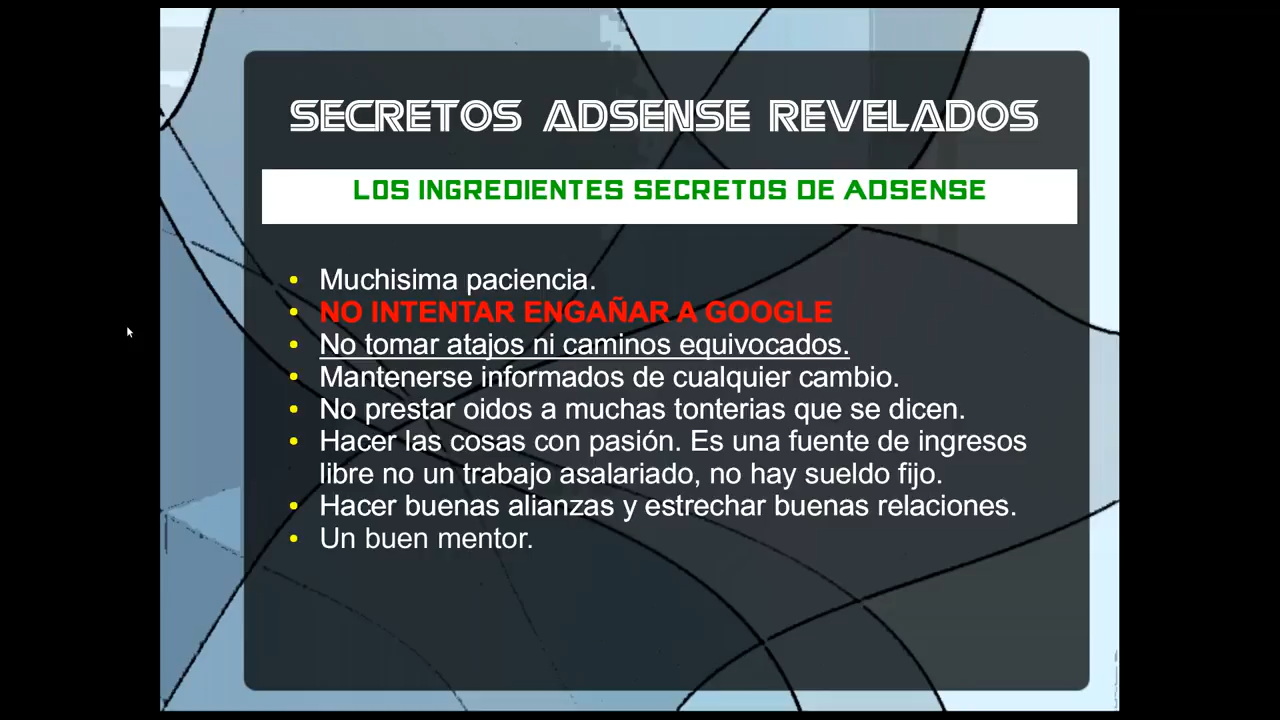 SECRETOS ADSENSE REVELADOS
LOS INGREDIENTES SECRETOS DE ADSENSE
• Muchisima paciencia.
• NO INTENTAR ENGAÑAR A GOOGLE
• No tomar atajos ni caminos equivocados.
• Mantenerse informados de cualquier cambio.
• No prestar oidos a muchas tonterias que se dicen.
• Hacer las cosas con pasión. Es una fuente de ingresos
libre no un trabajo asalariado, no hay sueldo fijo.
• Hacer buenas alianzas y estrechar buenas relaciones.
• Un buen mentor.